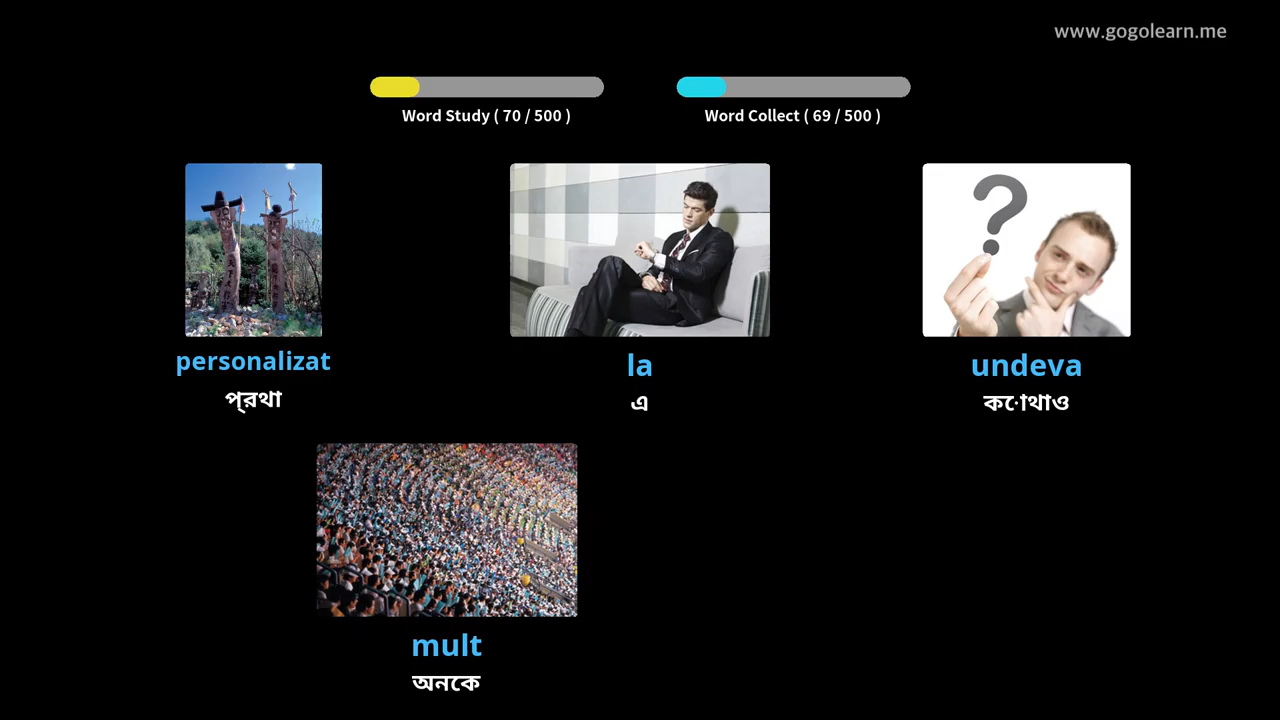 www.gogolearn.me
Word Study ( 70 / 500 )
Word Collect ( 69 / 500 )
personalizat
প্রথা
la
এ
undeva
কোথাও
mult
অনেক